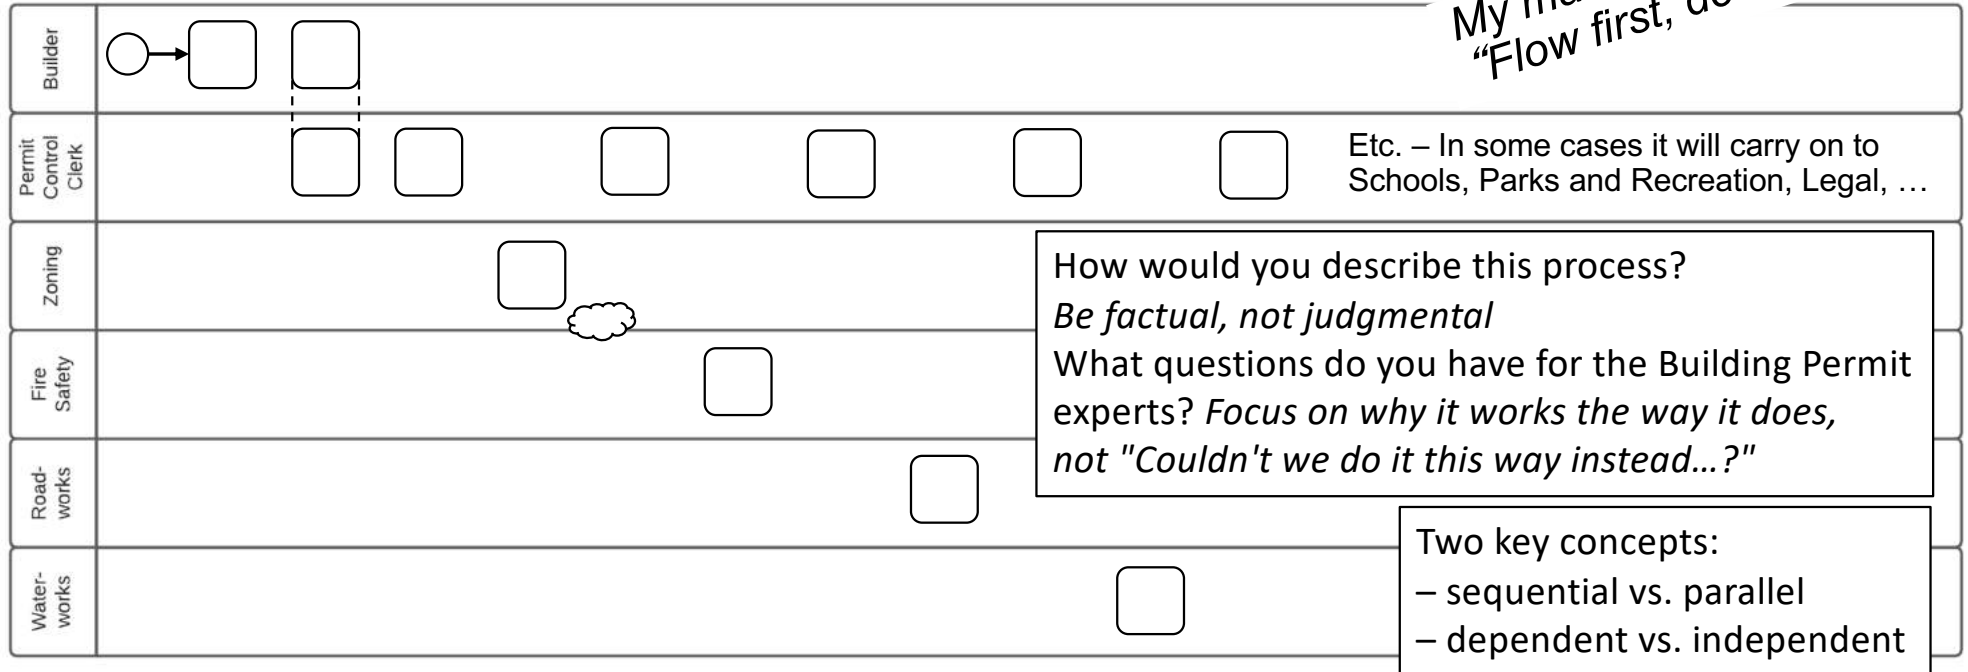 My
"Flow first,
Builder
Permit
Control
Clerk
Etc. – In some cases it will carry on to
Schools, Parks and Recreation, Legal, …
Zoning
How would you describe this process?
Be factual, not judgmental
What questions do you have for the Building Permit
experts? Focus on why it works the way it does,
not "Couldn't we do it this way instead…?"
Fire
Safety
Road-
works
Two key concepts:
– sequential vs. parallel
– dependent vs. independent
Water-
works